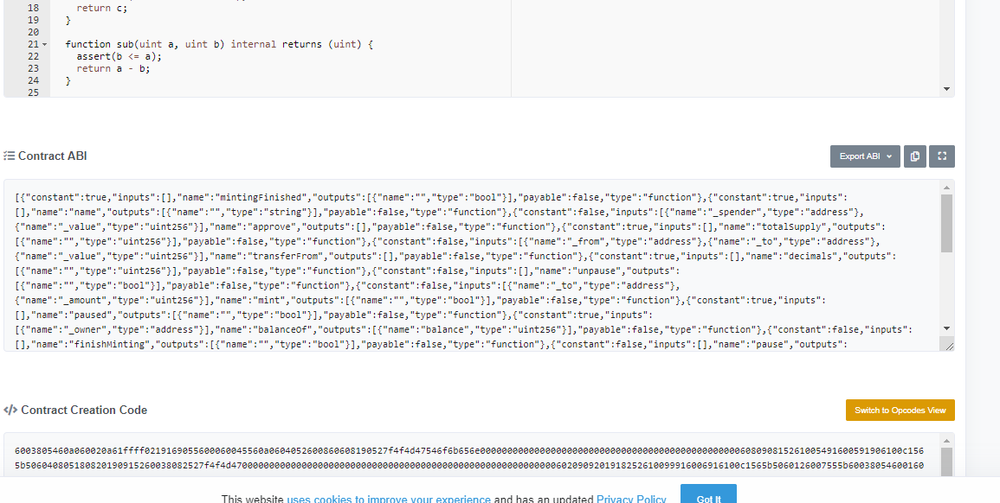 18 return c;
19 }
20
21 function sub(uint a, uint b) internal returns (uint) {
22 assert(b <= a);
23 return a - b;
24 }
25
Contract ABI
Export ABI
[{"constant":true,"inputs":[],"name":"mintingFinished","outputs":[{"name":"","type":"bool"}],"payable":false,"type":"function"},{"constant":true,"inputs":
[],"name":"name","outputs":[{"name":"","type":"string"}],"payable":false,"type":"function"},{"constant":false,"inputs":[{"name":"_spender","type":"address"},
{"name":"_value","type":"uint256"}],"name":"approve","outputs":[],"payable":false,"type":"function"},{"constant":true,"inputs":[],"name":"totalSupply","outputs":
[{"name":"","type":"uint256"}],"payable":false,"type":"function"},{"constant":false,"inputs":[{"name":"_from","type":"address"},{"name":"_to","type":"address"},
{"name":"_value","type":"uint256"}],"name":"transferFrom","outputs":[],"payable":false,"type":"function"},{"constant":true,"inputs":[],"name":"decimals","outputs":
[{"name":"","type":"uint256"}],"payable":false,"type":"function"},{"constant":false,"inputs":[],"name":"unpause","outputs":
[{"name":"","type":"bool"}],"payable":false,"type":"function"},{"constant":false,"inputs":[{"name":"_to","type":"address"},
{"name":"_amount","type":"uint256"}],"name":"mint","outputs":[{"name":"","type":"bool"}],"payable":false,"type":"function"},{"constant":true,"inputs":
[],"name":"paused","outputs":[{"name":"","type":"bool"}],"payable":false,"type":"function"},{"constant":true,"inputs":
[{"name":"_owner","type":"address"}],"name":"balanceOf","outputs":[{"name":"balance","type":"uint256"}],"payable":false,"type":"function"},{"constant":false,"inputs":
[],"name":"finishMinting","outputs":[{"name":"","type":"bool"}],"payable":false,"type":"function"},{"constant":false,"inputs":[],"name":"pause","outputs":
</> Contract Creation Code
Switch to Opcodes View
6003805460a060020a61ffff0219169055600600455​60a0604052600860608190527f4f4d47546f6b656e000000000000000000000000000000000000000000000000608090815261005491600591906100c156
5b506040805180820190915260038082527f4f4d4700000000000000000000000000000000000000000000000000000000006020909201918252610099916006916100c1565b5060126007555b60038054600160
This website uses cookies to improve your experience and has an updated Privacy Policy
Got It